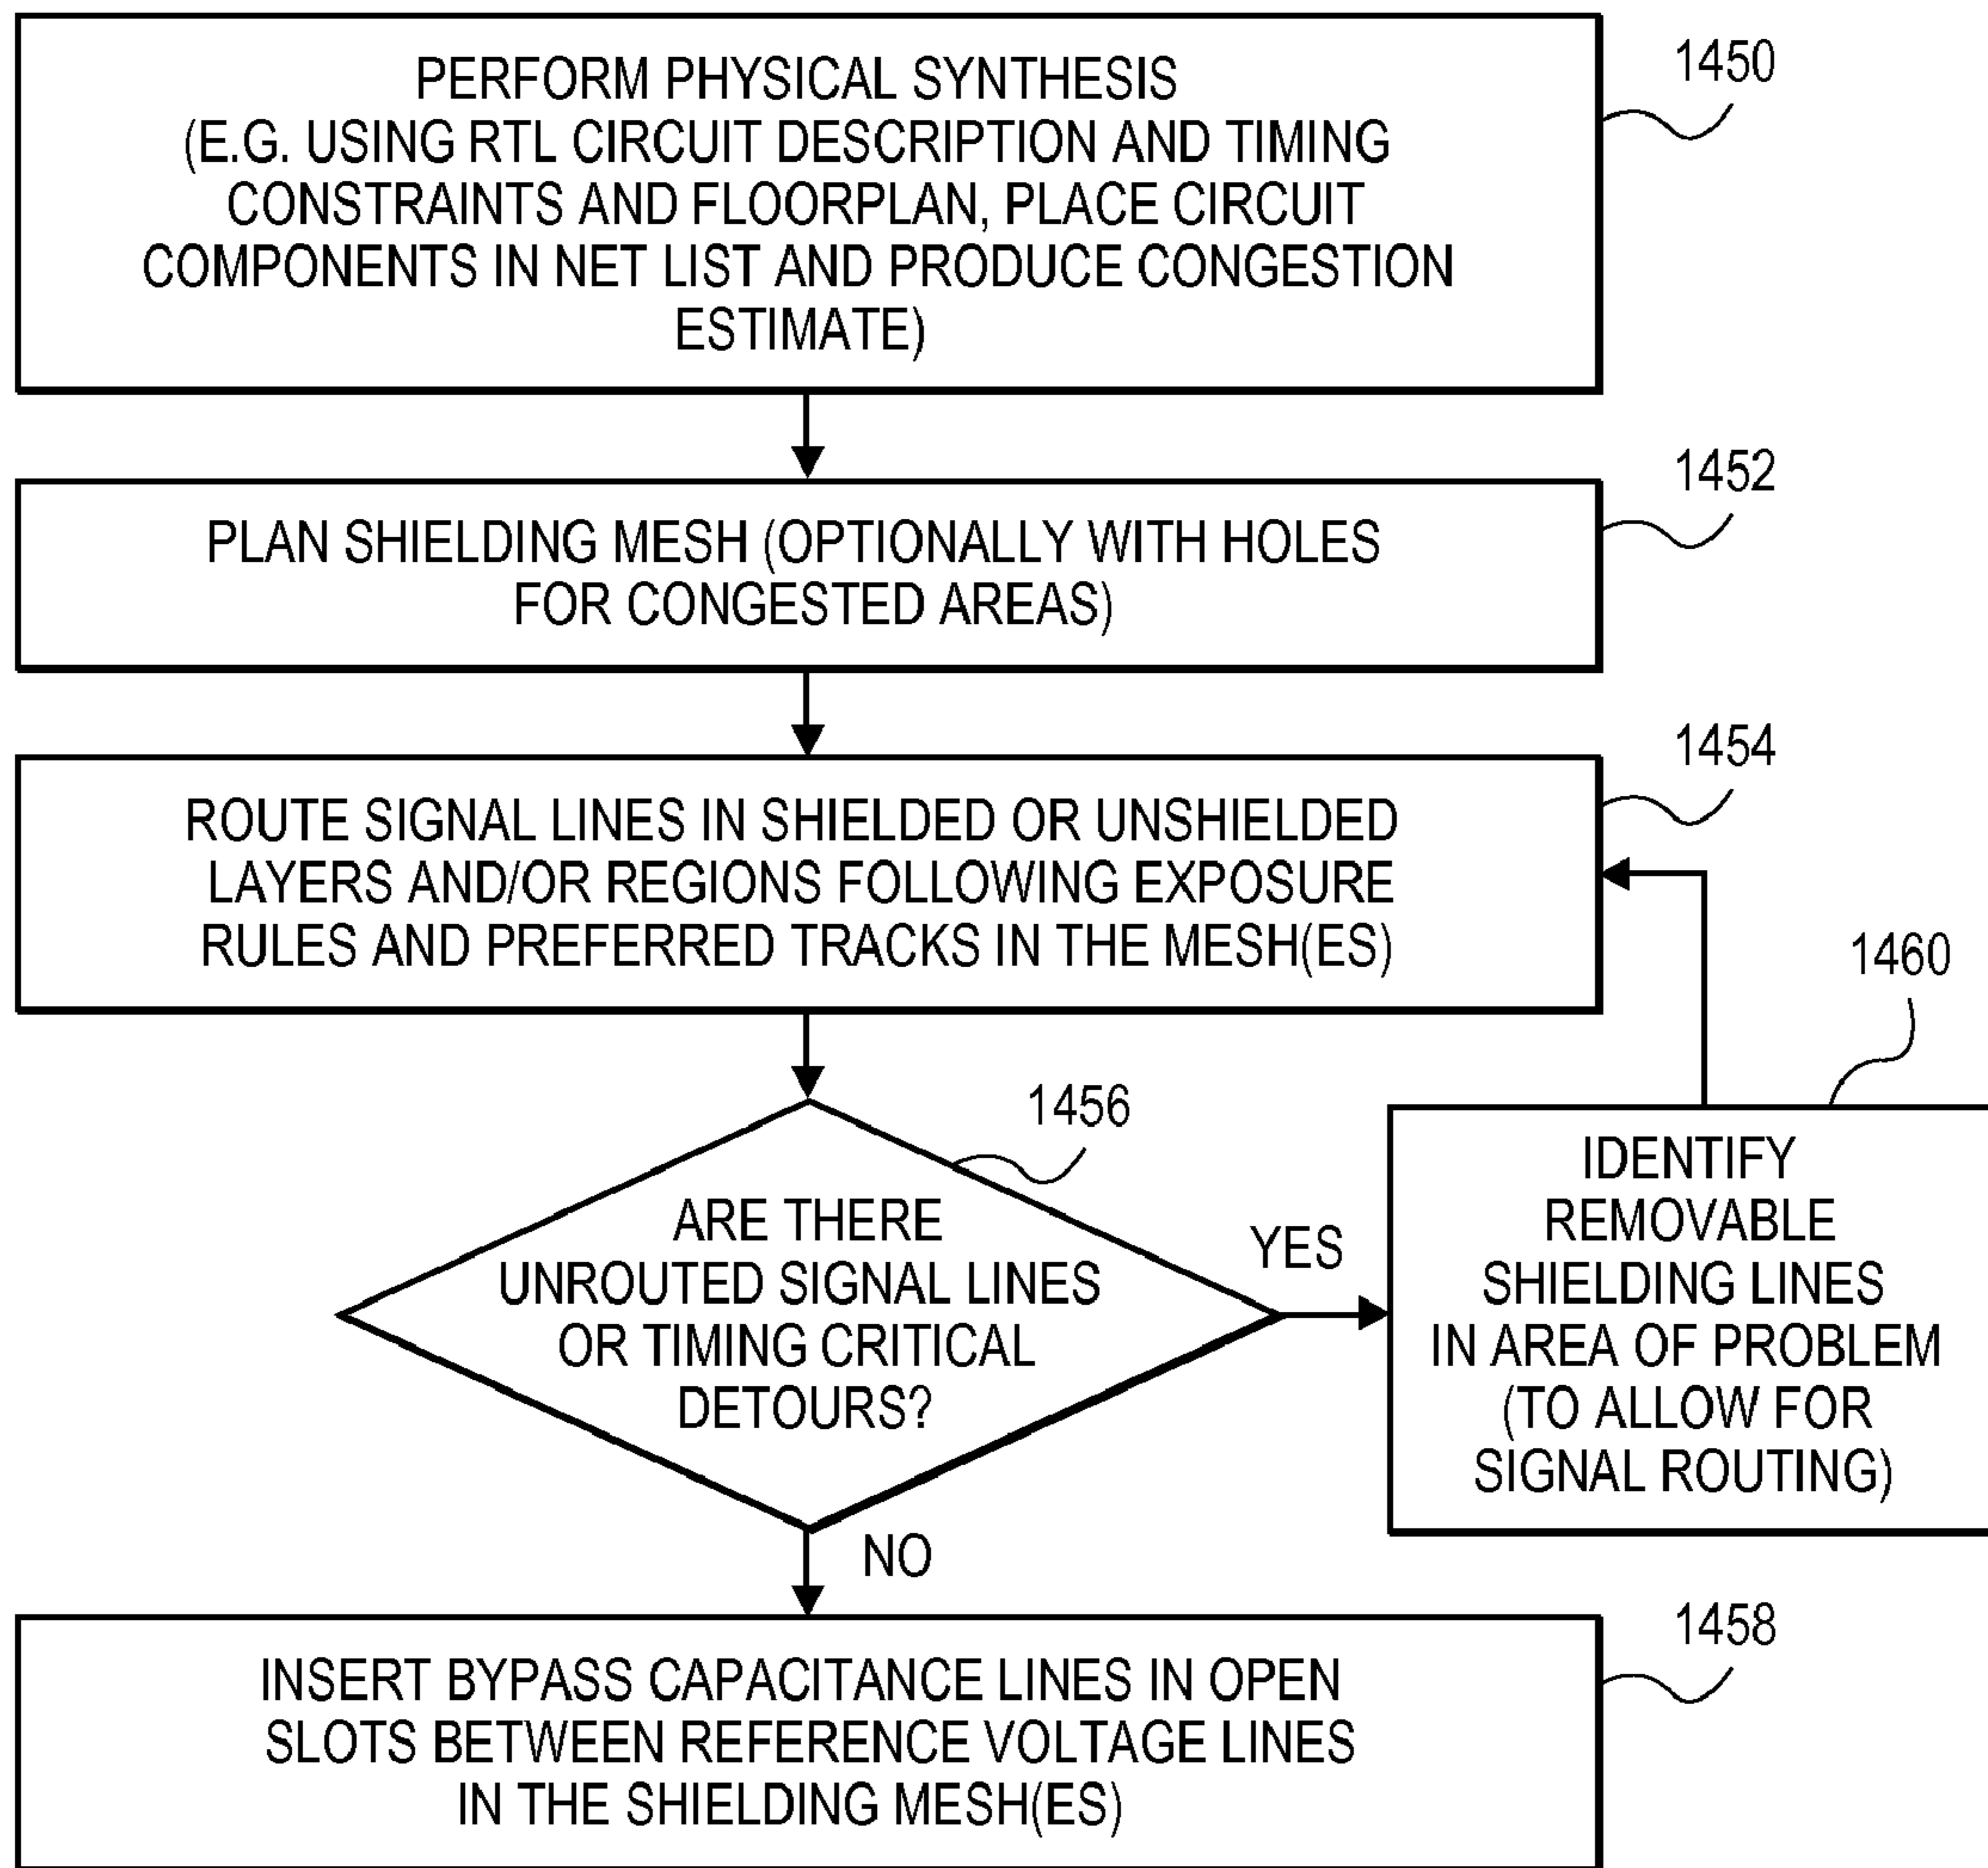 PERFORM PHYSICAL SYNTHESIS
(E.G. USING RTL CIRCUIT DESCRIPTION AND TIMING
CONSTRAINTS AND FLOORPLAN, PLACE CIRCUIT
COMPONENTS IN NET LIST AND PRODUCE CONGESTION
ESTIMATE)
1450
PLAN SHIELDING MESH (OPTIONALLY WITH HOLES
FOR CONGESTED AREAS)
1452
ROUTE SIGNAL LINES IN SHIELDED OR UNSHIELDED
LAYERS AND/OR REGIONS FOLLOWING EXPOSURE
RULES AND PREFERRED TRACKS IN THE MESH(ES)
1454
ARE THERE
UNROUTED SIGNAL LINES
OR TIMING CRITICAL
DETOURS?
1456
YES
IDENTIFY
REMOVABLE
SHIELDING LINES
IN AREA OF PROBLEM
(TO ALLOW FOR
SIGNAL ROUTING)
1460
NO
INSERT BYPASS CAPACITANCE LINES IN OPEN
SLOTS BETWEEN REFERENCE VOLTAGE LINES
IN THE SHIELDING MESH(ES)
1458